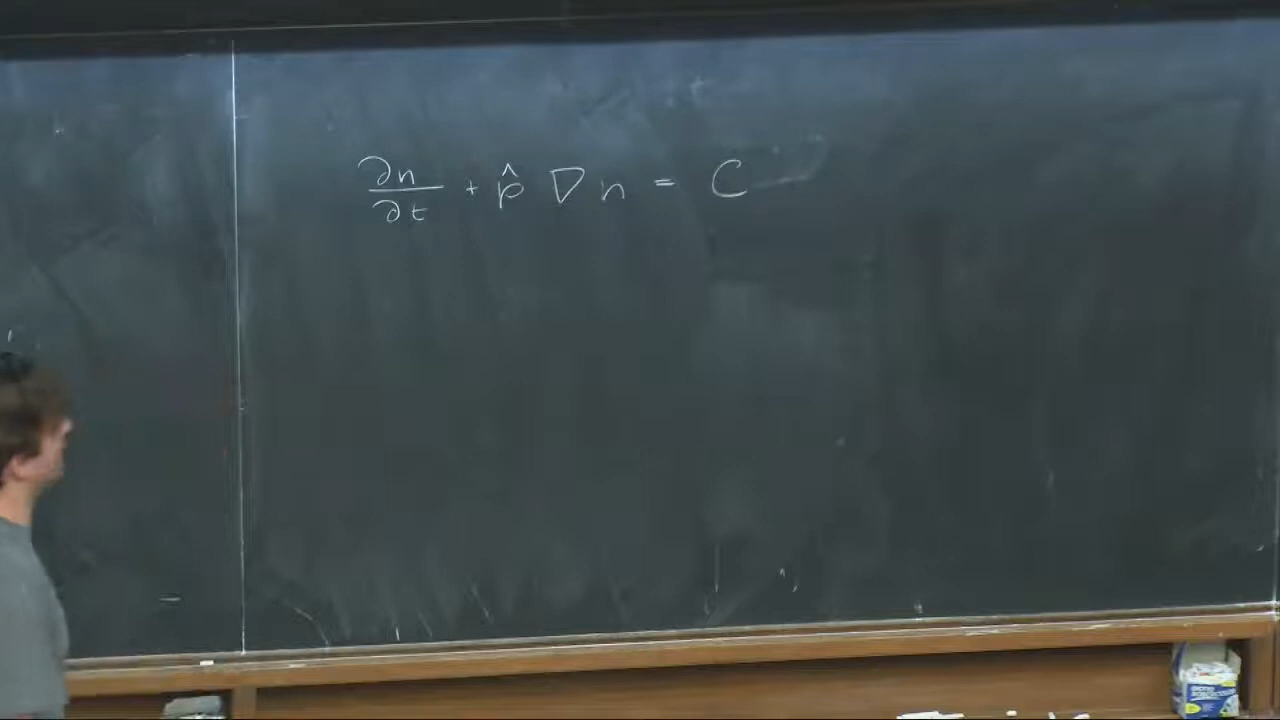 ∂n/∂t + p̂ ∇ n = C